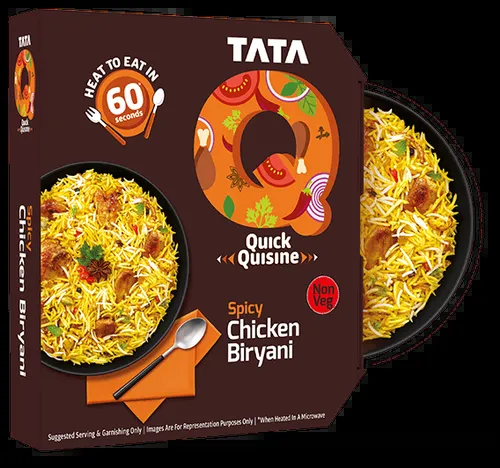 TATA
HEAT TO EAT IN
60
seconds
Q
Quick
Quisine
Spicy
Chicken
Biryani
Non
Veg
Suggested Serving & Garnishing Only | Images Are For Representation Purposes Only | *When Heated In A Microwave
Q
Quick
Quisine
Spicy
Chicken Biryani